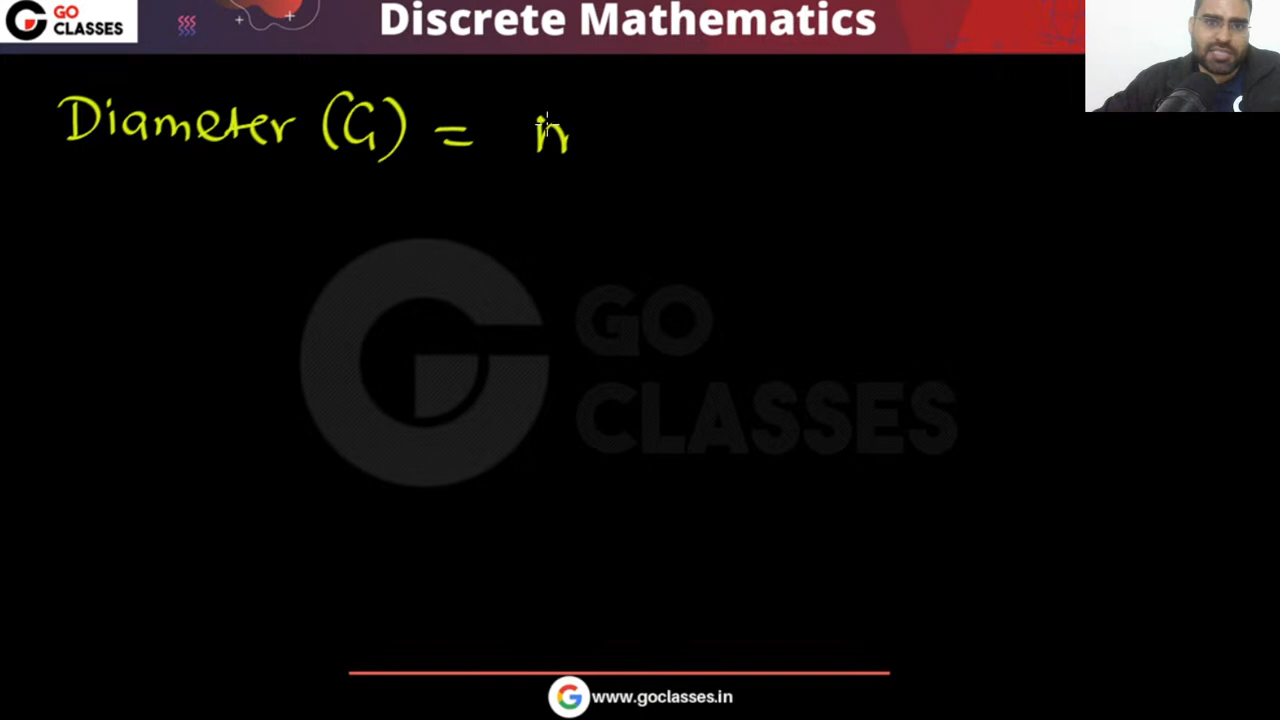 GO
CLASSES
Discrete Mathematics
Diameter (G) = n
GO
CLASSES
www.goclasses.in